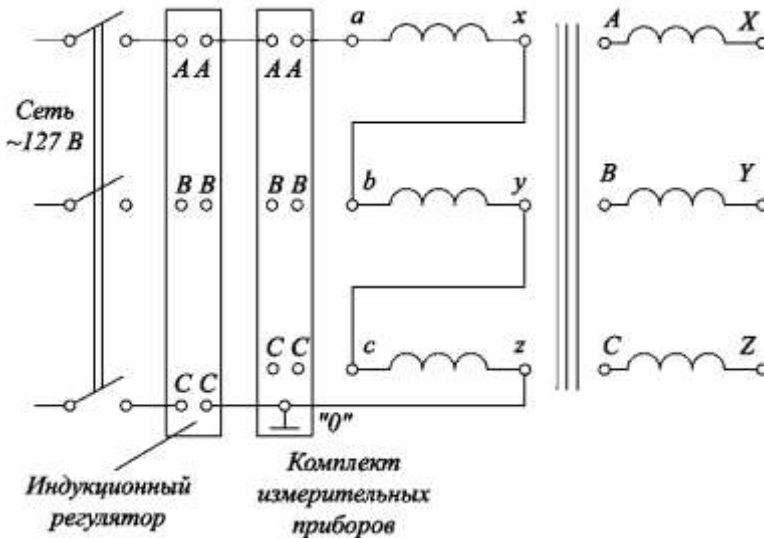 a x A X
A A A A
Сеть
~127 В
B B B B b y B Y
C C c z C Z
C C
"0"
Индукционный
регулятор
Комплект
измерительных
приборов